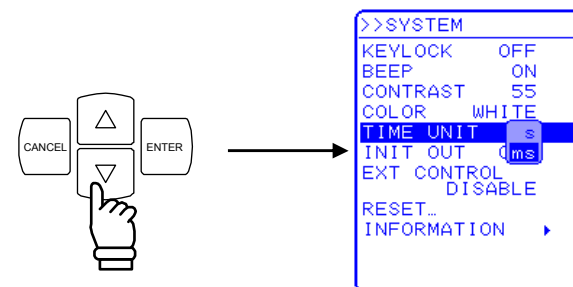 CANCEL
ENTER
>>SYSTEM
KEYLOCK OFF
BEEP ON
CONTRAST 55
COLOR WHITE
TIME UNIT s
INIT OUT ms
EXT CONTROL
DISABLE
RESET…
INFORMATION